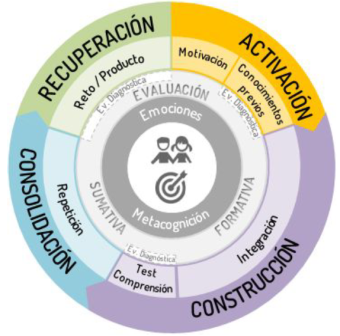 RECUPERACIÓN
ACTIVACIÓN
CONSTRUCCIÓN
CONSOLIDACIÓN
Reto / Producto
Motivación
Conocimientos
previos
Integración
Test
Comprensión
Repetición
Ev. Diagnóstica
Ev. Diagnóstica
Ev. Diagnóstica
EVALUACIÓN
FORMATIVA
SUMATIVA
Emociones
Metacognición